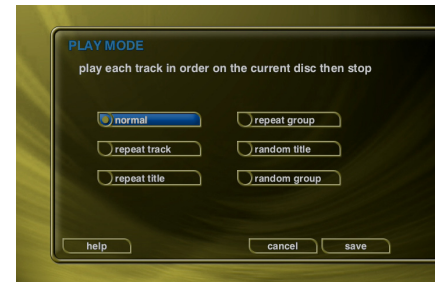 PLAY MODE
play each track in order on the current disc then stop
normal
repeat group
repeat track
random title
repeat title
random group
help
cancel
save